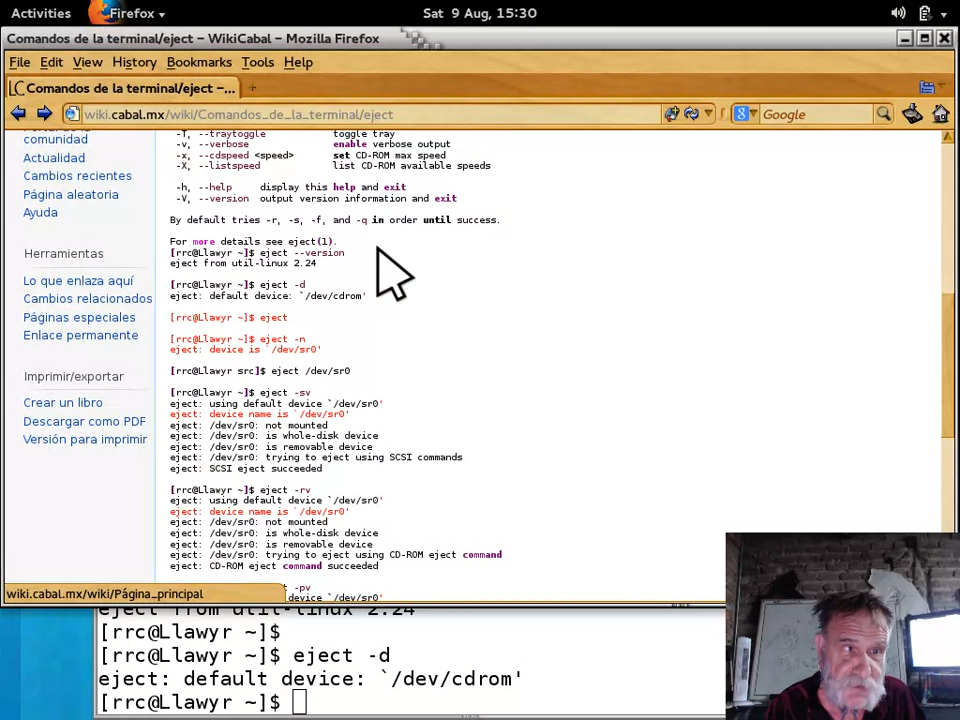 Activities
Firefox
Sat 9 Aug, 15:30
Comandos de la terminal/eject – WikiCabal – Mozilla Firefox
File Edit View History Bookmarks Tools Help
Comandos de la terminal/eject –...
wiki.cabal.mx/wiki/Comandos_de_la_terminal/eject
Google
comunidad
Actualidad
Cambios recientes
Página aleatoria
Ayuda
Herramientas
Lo que enlaza aquí
Cambios relacionados
Páginas especiales
Enlace permanente
Imprimir/exportar
Crear un libro
Descargar como PDF
Versión para imprimir
-T, --traytoggle toggle tray
-v, --verbose enable verbose output
-x, --cdspeed <speed> set CD-ROM max speed
-X, --listspeed list CD-ROM available speeds
-h, --help display this help and exit
-V, --version output version information and exit
By default tries -r, -s, -f, and -q in order until success.
For more details see eject(1).
[rrc@Llawyr ~]$ eject --version
eject from util-linux 2.24
[rrc@Llawyr ~]$ eject -d
eject: default device: `/dev/cdrom'
[rrc@Llawyr ~]$ eject
[rrc@Llawyr ~]$ eject -n
eject: device is `/dev/sr0'
[rrc@Llawyr src]$ eject /dev/sr0
[rrc@Llawyr ~]$ eject -sv
eject: using default device `/dev/sr0'
eject: device name is `/dev/sr0'
eject: /dev/sr0: not mounted
eject: /dev/sr0: is whole-disk device
eject: /dev/sr0: is removable device
eject: /dev/sr0: trying to eject using SCSI commands
eject: SCSI eject succeeded
[rrc@Llawyr ~]$ eject -rv
eject: using default device `/dev/sr0'
eject: device name is `/dev/sr0'
eject: /dev/sr0: not mounted
eject: /dev/sr0: is whole-disk device
eject: /dev/sr0: is removable device
eject: /dev/sr0: trying to eject using CD-ROM eject command
eject: CD-ROM eject command succeeded
-pv
device `/dev/sr0'
wiki.cabal.mx/wiki/Página_principal
eject from util-linux 2.24
[rrc@Llawyr ~]$
[rrc@Llawyr ~]$ eject -d
eject: default device: `/dev/cdrom'
[rrc@Llawyr ~]$